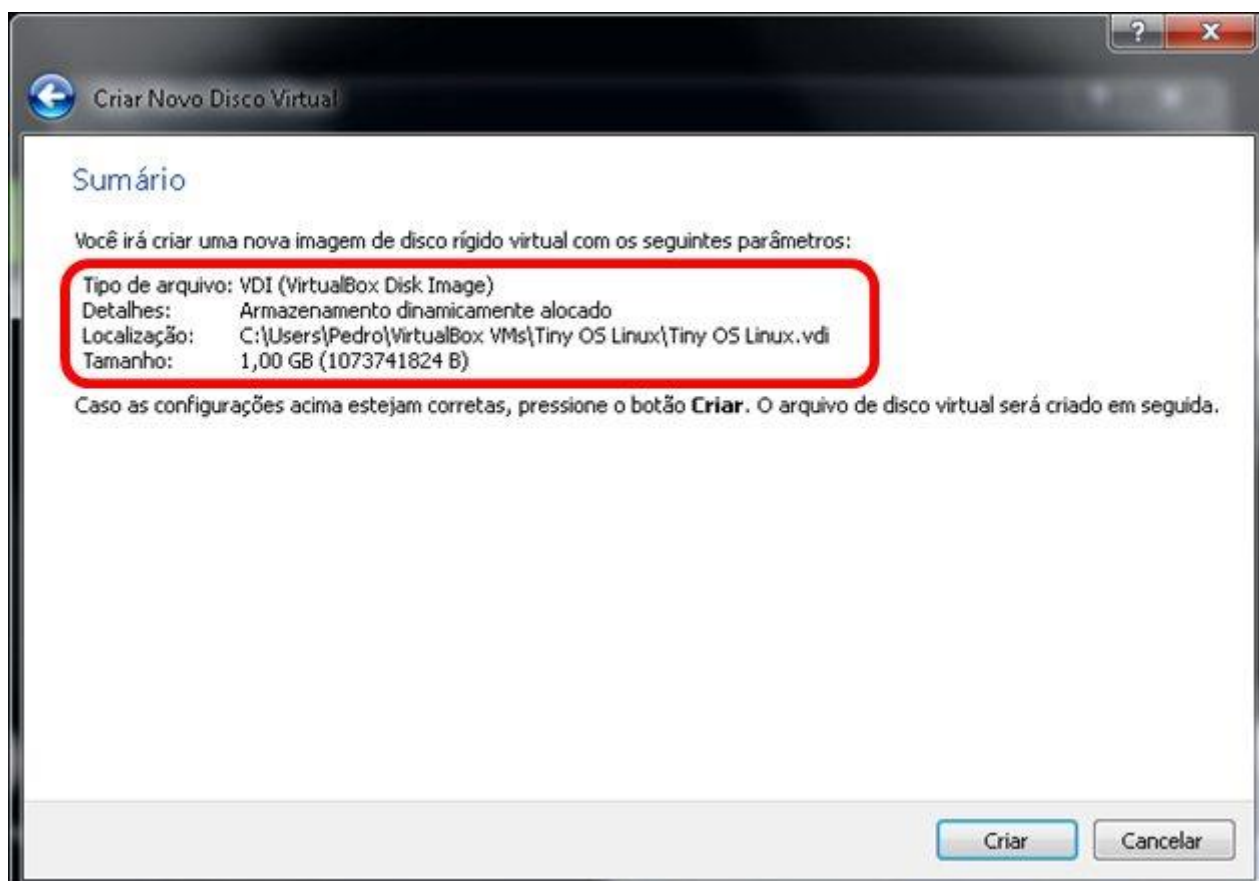 ?
Criar Novo Disco Virtual
Sumário
Você irá criar uma nova imagem de disco rígido virtual com os seguintes parâmetros:
Tipo de arquivo: VDI (VirtualBox Disk Image)
Detalhes: Armazenamento dinamicamente alocado
Localização: C:\Users\Pedro\VirtualBox VMs\Tiny OS Linux\Tiny OS Linux.vdi
Tamanho: 1,00 GB (1073741824 B)
Caso as configurações acima estejam corretas, pressione o botão Criar. O arquivo de disco virtual será criado em seguida.
Criar Cancelar